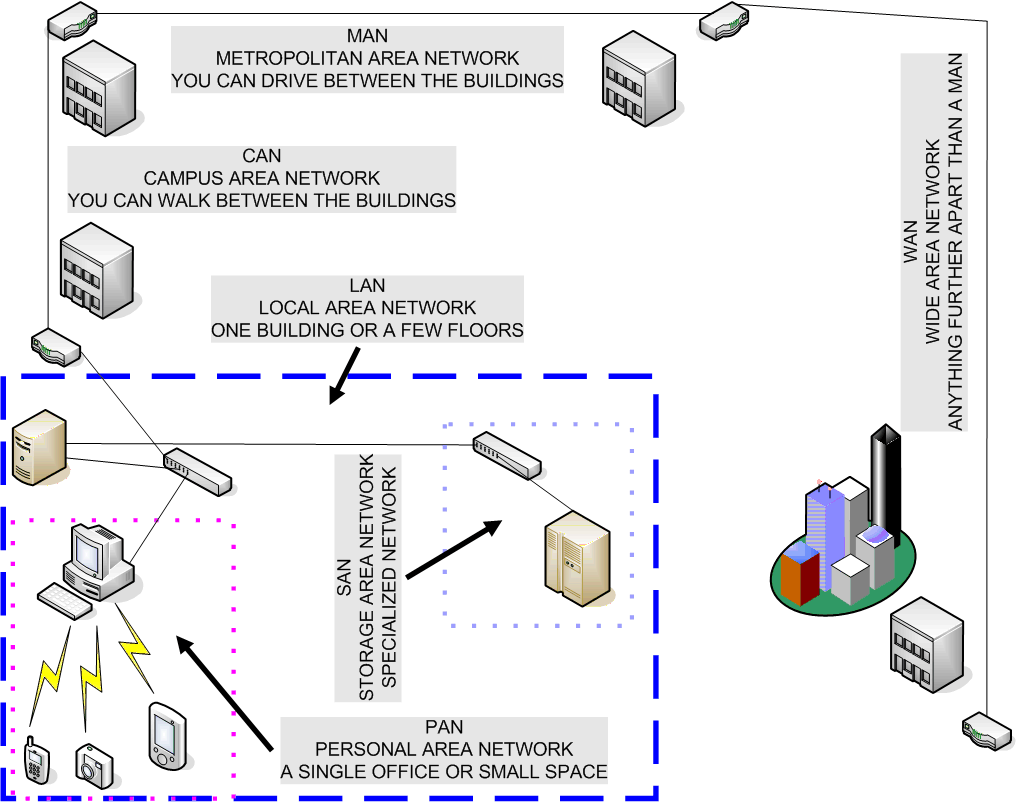 MAN
METROPOLITAN AREA NETWORK
YOU CAN DRIVE BETWEEN THE BUILDINGS
CAN
CAMPUS AREA NETWORK
YOU CAN WALK BETWEEN THE BUILDINGS
WAN
WIDE AREA NETWORK
ANYTHING FURTHER APART THAN A MAN
LAN
LOCAL AREA NETWORK
ONE BUILDING OR A FEW FLOORS
SAN
STORAGE AREA NETWORK
SPECIALIZED NETWORK
PAN
PERSONAL AREA NETWORK
A SINGLE OFFICE OR SMALL SPACE